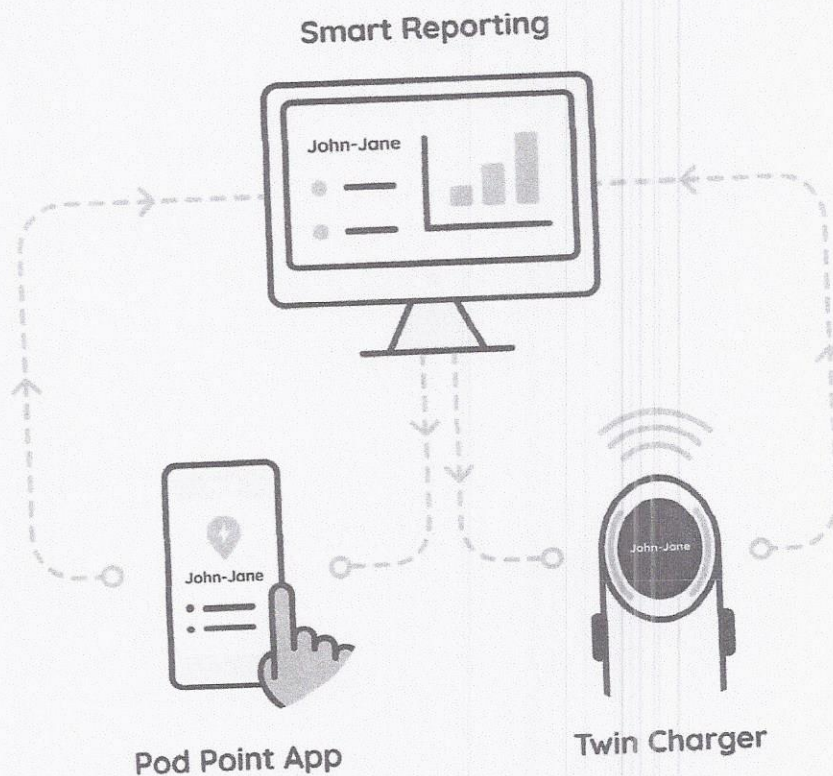 Smart Reporting
John-Jane
John-Jane
John-Jane
Pod Point App
Twin Charger